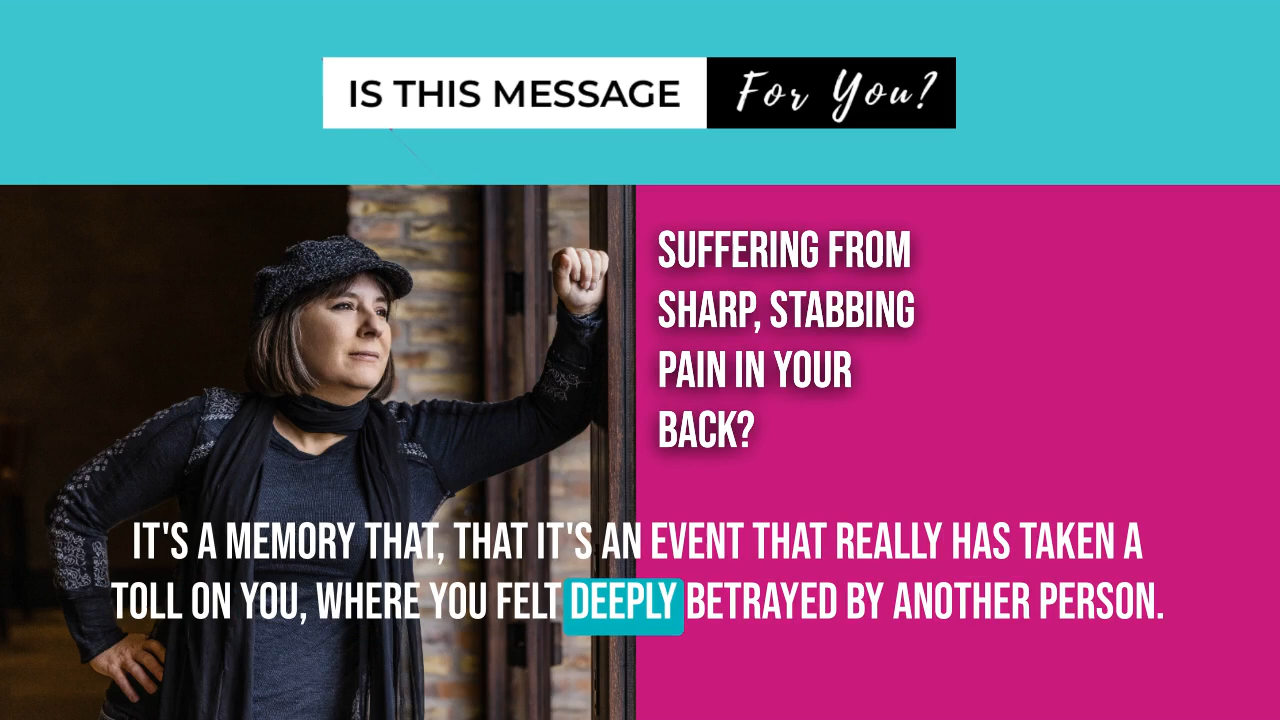 IS THIS MESSAGE For You?
SUFFERING FROM
SHARP, STABBING
PAIN IN YOUR
BACK?
IT'S A MEMORY THAT, THAT IT'S AN EVENT THAT REALLY HAS TAKEN A
TOLL ON YOU, WHERE YOU FELT DEEPLY BETRAYED BY ANOTHER PERSON.